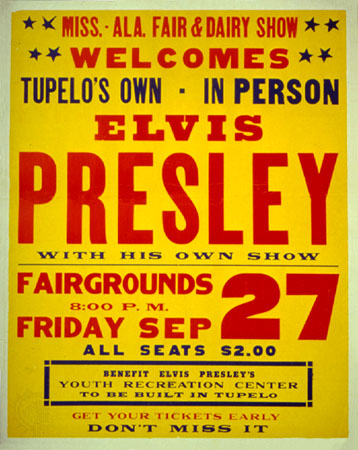 MISS. - ALA. FAIR & DAIRY SHOW
WELCOMES
TUPELO'S OWN · IN PERSON
ELVIS
PRESLEY
WITH HIS OWN SHOW
FAIRGROUNDS
8:00 P. M.
FRIDAY SEP 27
ALL SEATS $2.00
BENEFIT ELVIS PRESLEY'S
YOUTH RECREATION CENTER
TO BE BUILT IN TUPELO
GET YOUR TICKETS EARLY
DON'T MISS IT